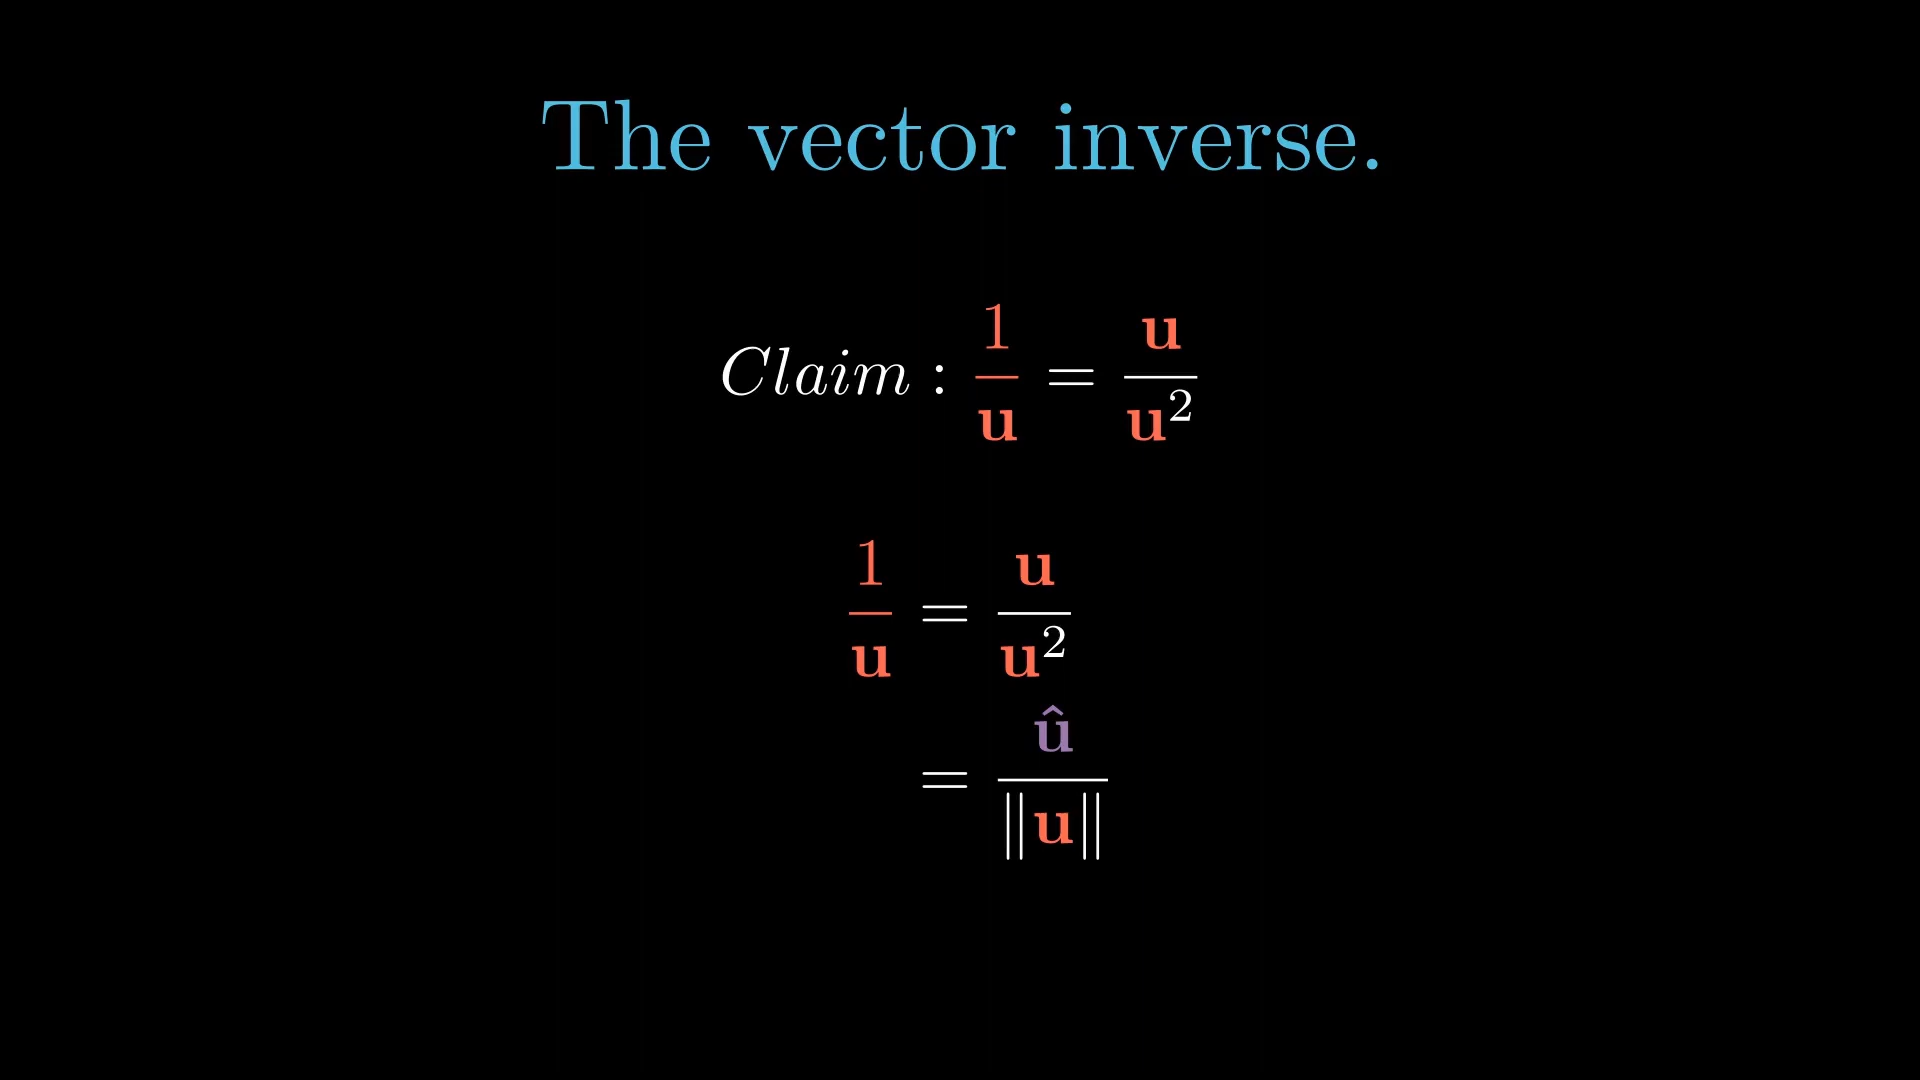 The vector inverse.
Claim : 1/𝐮 = 𝐮/𝐮²
1/𝐮 = 𝐮/𝐮²
= 𝐮̂/‖𝐮‖